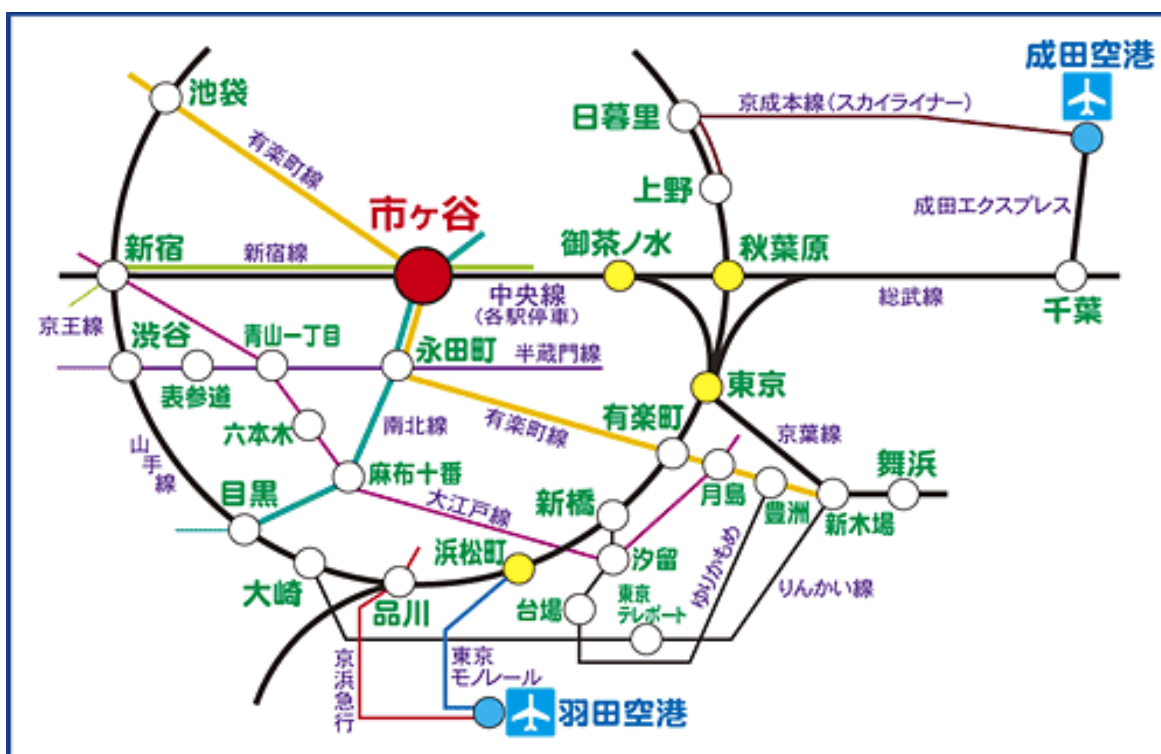 成田空港
池袋
日暮里
京成本線(スカイライナー)
有楽町線
上野
成田エクスプレス
市ヶ谷
新宿
新宿線
御茶ノ水
秋葉原
中央線
(各駅停車)
総武線
千葉
京王線
渋谷
青山一丁目
永田町
半蔵門線
表参道
東京
六本木
南北線
有楽町線
有楽町
京葉線
山手線
麻布十番
月島
舞浜
目黒
大江戸線
新橋
豊洲
新木場
浜松町
汐留
ゆりかもめ
りんかい線
大崎
品川
台場
東京
テレポート
京浜急行
東京
モノレール
羽田空港